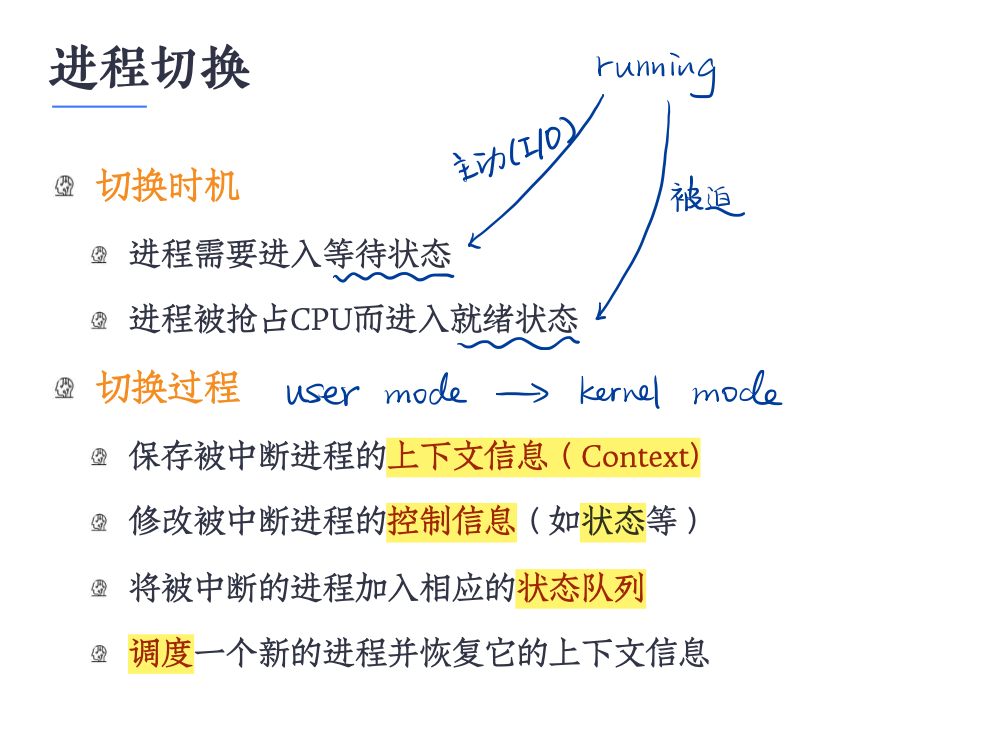 进程切换
running
主动(I/O)
被迫
切换时机
进程需要进入等待状态
进程被抢占CPU而进入就绪状态
切换过程 user mode → kernel mode
保存被中断进程的上下文信息（Context)
修改被中断进程的控制信息（如状态等）
将被中断的进程加入相应的状态队列
调度一个新的进程并恢复它的上下文信息